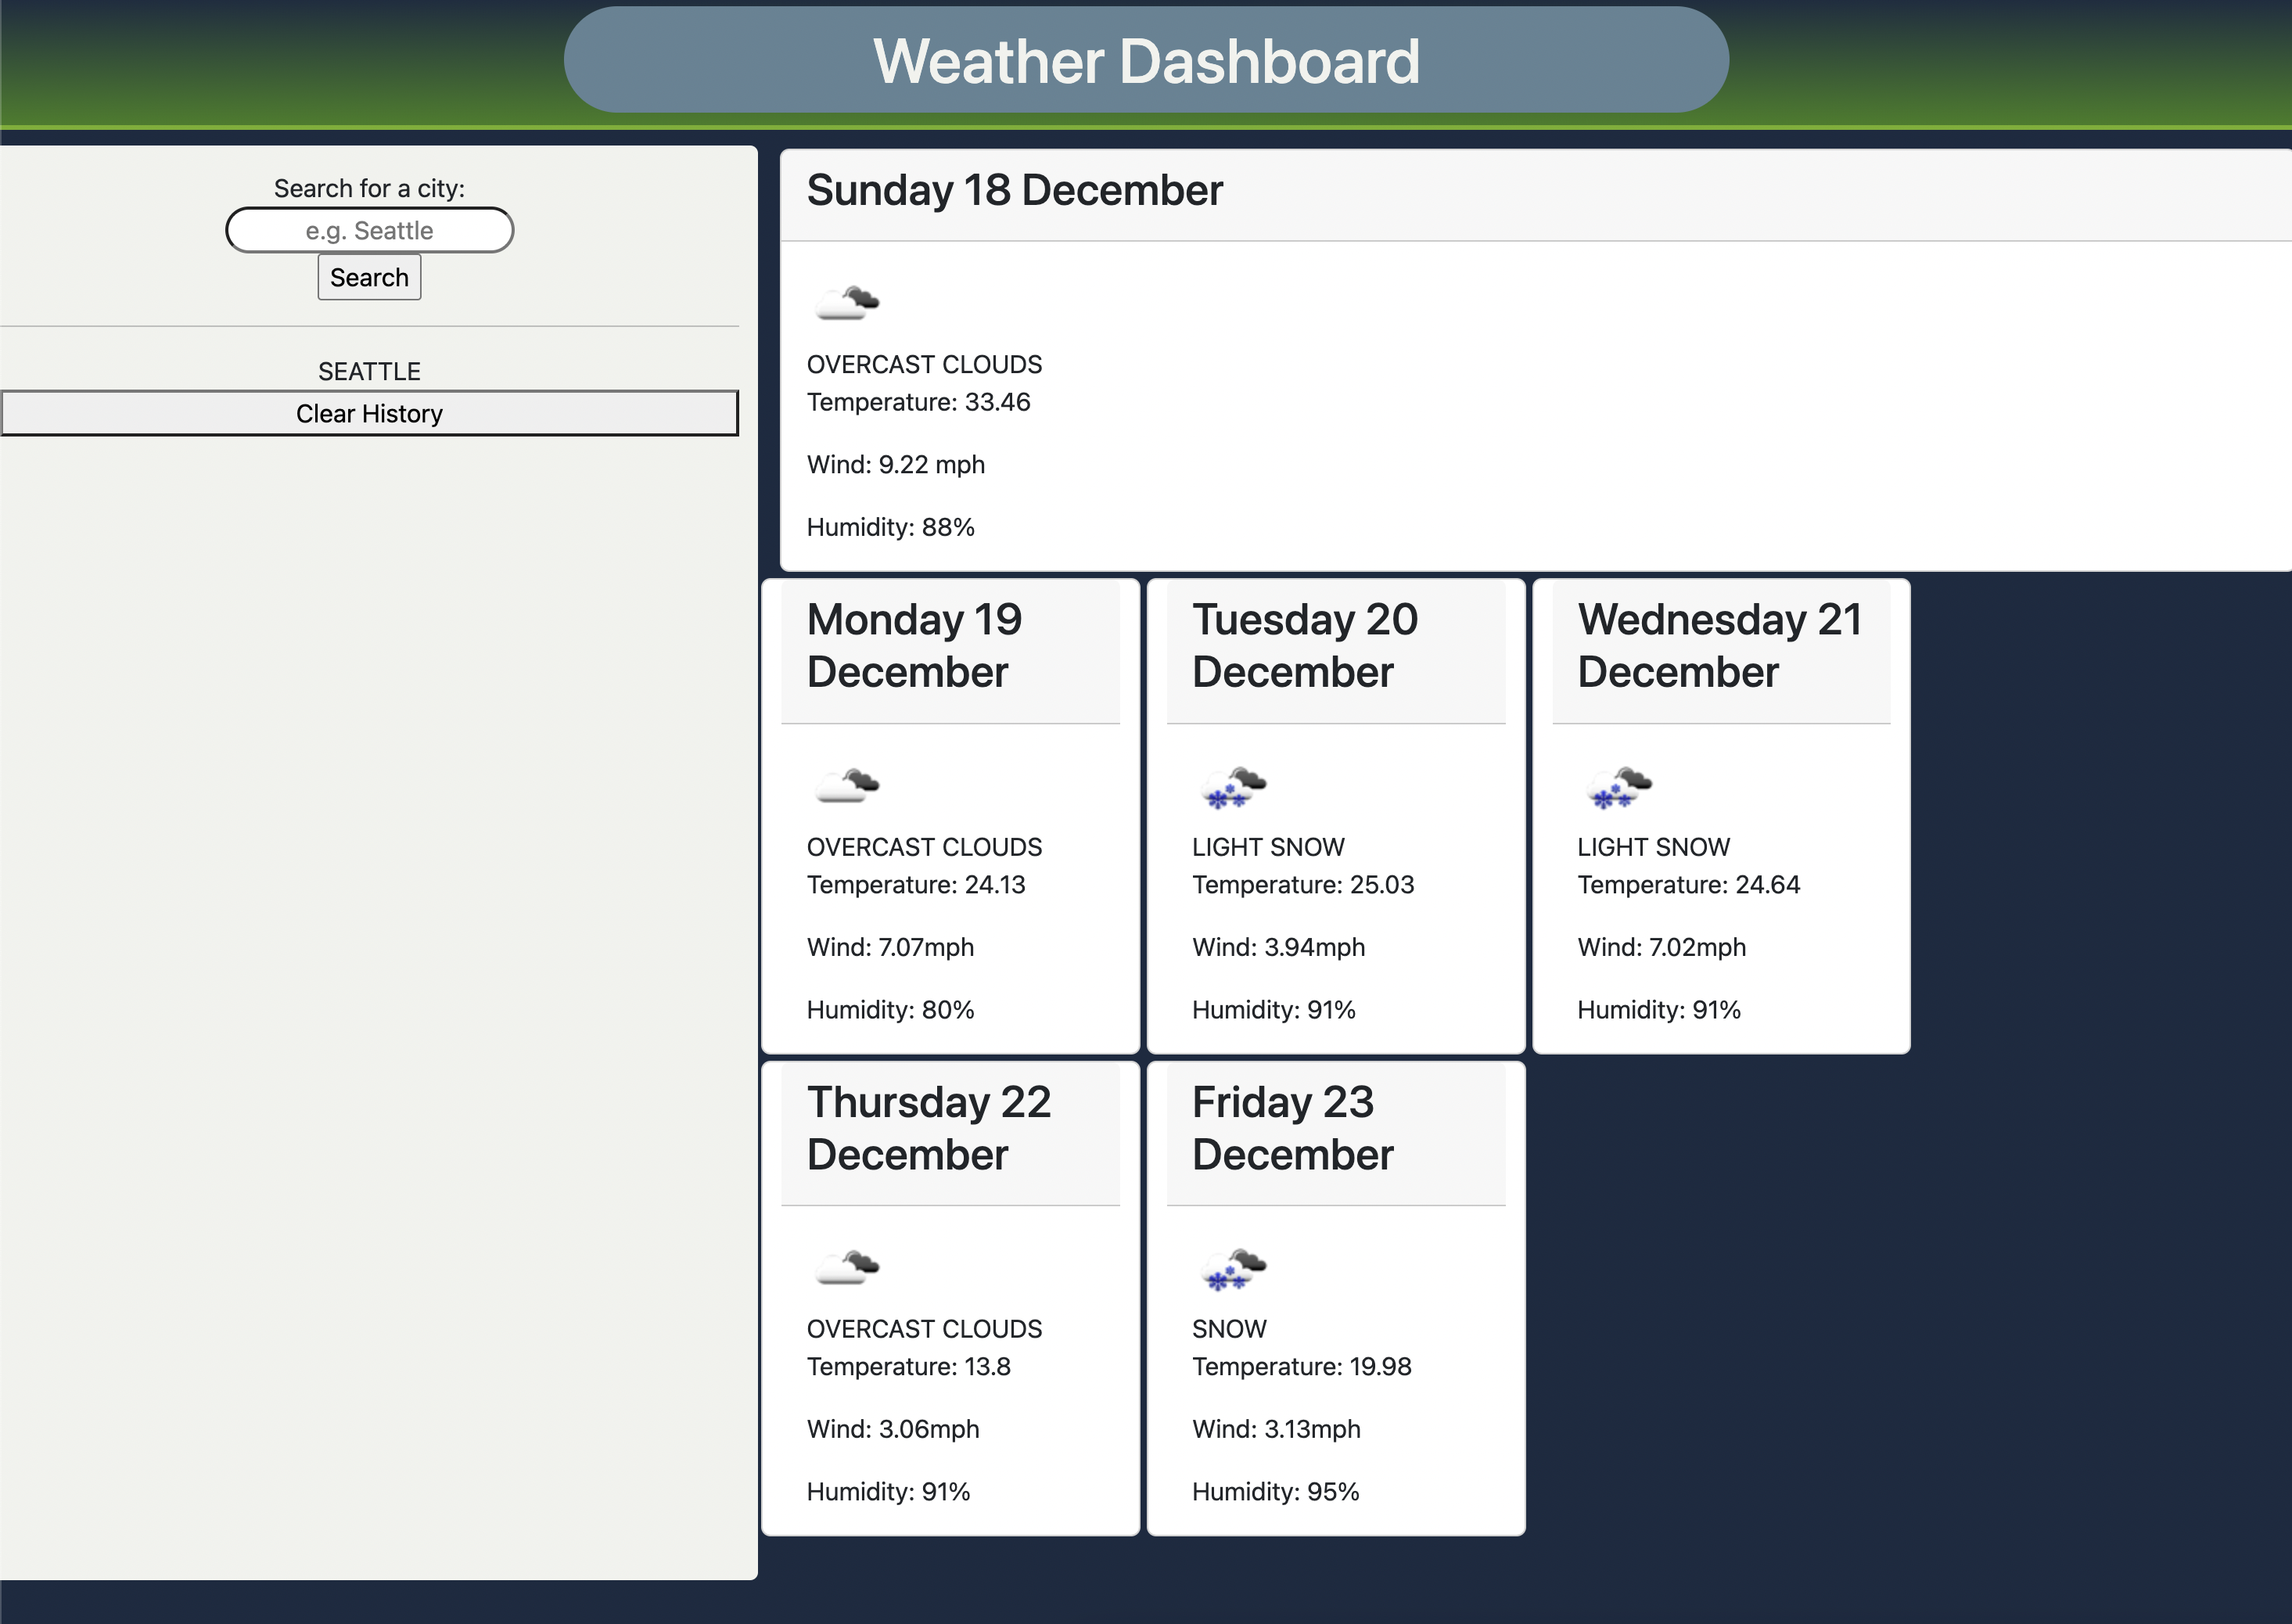 Weather Dashboard
Search for a city:
e.g. Seattle
Search
SEATTLE
Clear History
Sunday 18 December
OVERCAST CLOUDS
Temperature: 33.46
Wind: 9.22 mph
Humidity: 88%
Monday 19
December
OVERCAST CLOUDS
Temperature: 24.13
Wind: 7.07mph
Humidity: 80%
Tuesday 20
December
LIGHT SNOW
Temperature: 25.03
Wind: 3.94mph
Humidity: 91%
Wednesday 21
December
LIGHT SNOW
Temperature: 24.64
Wind: 7.02mph
Humidity: 91%
Thursday 22
December
OVERCAST CLOUDS
Temperature: 13.8
Wind: 3.06mph
Humidity: 91%
Friday 23
December
SNOW
Temperature: 19.98
Wind: 3.13mph
Humidity: 95%